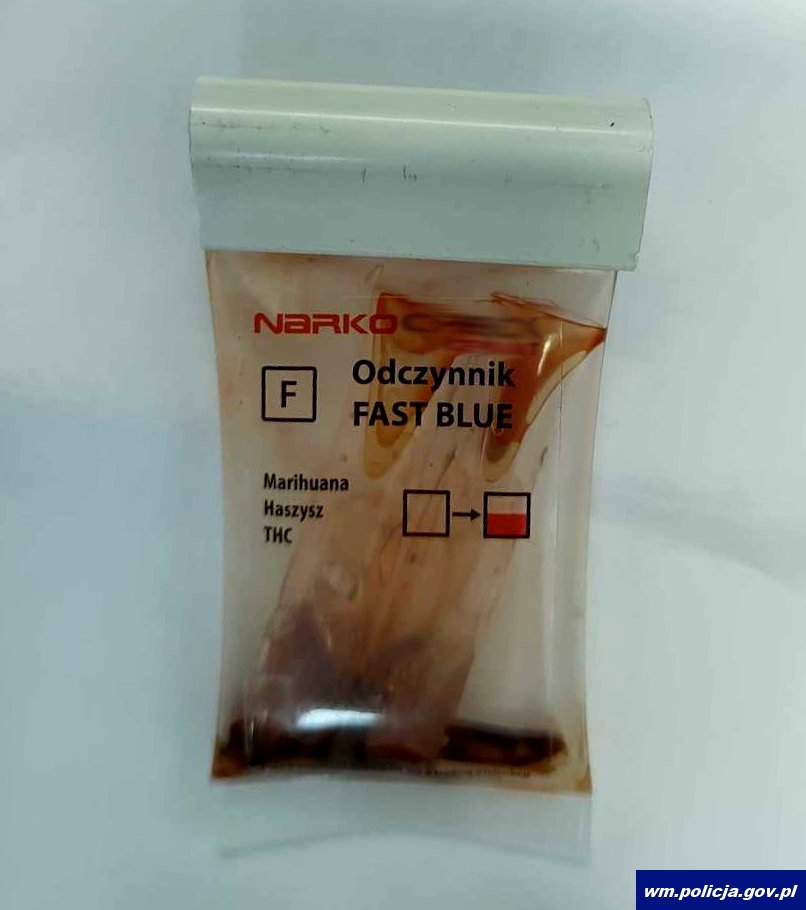 NARKO
F
Odczynnik
FAST BLUE
Marihuana
Haszysz
THC
wm.policja.gov.pl